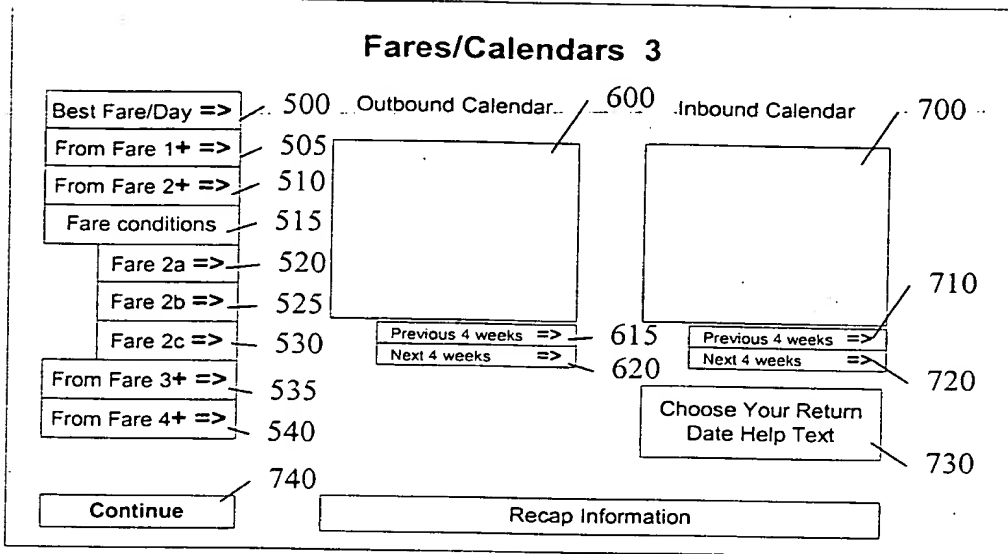 Fares/Calendars 3
Best Fare/Day => 500
From Fare 1+ => 505
From Fare 2+ => 510
Fare conditions 515
Fare 2a => 520
Fare 2b => 525
Fare 2c => 530
From Fare 3+ => 535
From Fare 4+ => 540
Outbound Calendar 600
Previous 4 weeks => 615
Next 4 weeks => 620
Inbound Calendar 700
Previous 4 weeks => 710
Next 4 weeks => 720
Choose Your Return
Date Help Text
730
740
Continue
Recap Information